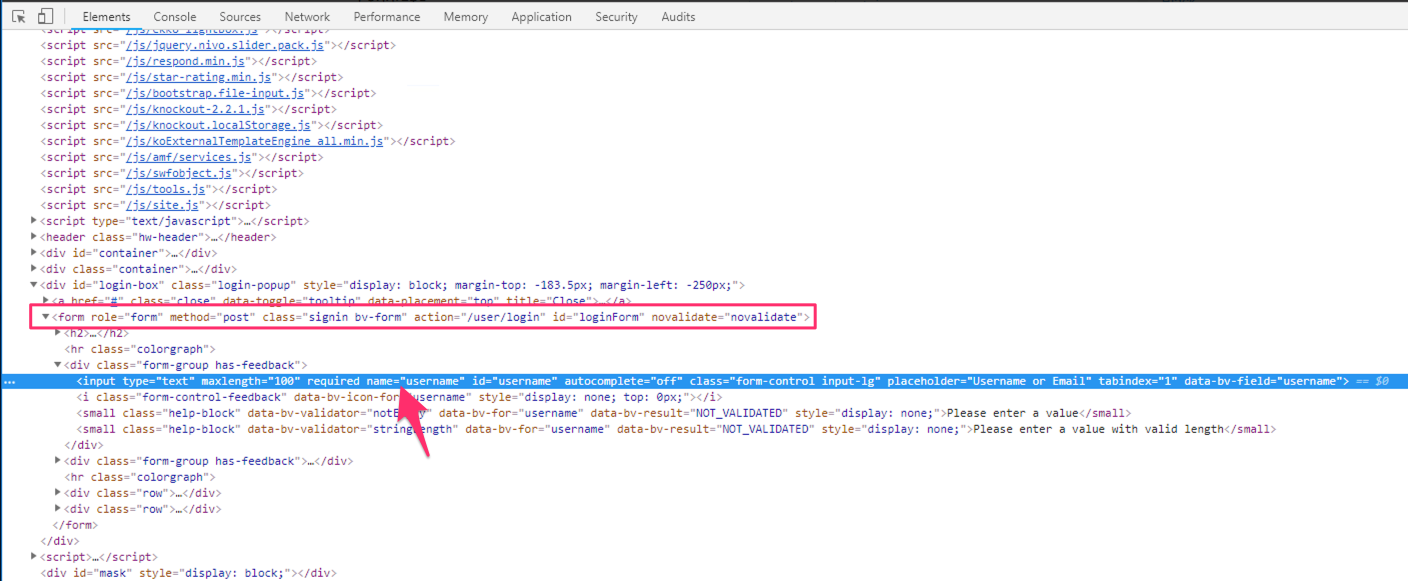 Elements Console Sources Network Performance Memory Application Security Audits
<script src="/js/ekko-lightbox.js"></script>
<script src="/js/jquery.nivo.slider.pack.js"></script>
<script src="/js/respond.min.js"></script>
<script src="/js/star-rating.min.js"></script>
<script src="/js/bootstrap.file-input.js"></script>
<script src="/js/knockout-2.2.1.js"></script>
<script src="/js/knockout.localStorage.js"></script>
<script src="/js/koExternalTemplateEngine_all.min.js"></script>
<script src="/js/amf/services.js"></script>
<script src="/js/swfobject.js"></script>
<script src="/js/tools.js"></script>
<script src="/js/site.js"></script>
<script type="text/javascript">…</script>
<header class="hw-header">…</header>
<div id="container">…</div>
<div class="container">…</div>
<div id="login-box" class="login-popup" style="display: block; margin-top: -183.5px; margin-left: -250px;">
<a href="#" class="close" data-toggle="tooltip" data-placement="top" title="Close">…</a>
<form role="form" method="post" class="signin bv-form" action="/user/login" id="loginForm" novalidate="novalidate">
<h2>…</h2>
<hr class="colorgraph">
<div class="form-group has-feedback">
<input type="text" maxlength="100" required name="username" id="username" autocomplete="off" class="form-control input-lg" placeholder="Username or Email" tabindex="1" data-bv-field="username"> == $0
<i class="form-control-feedback" data-bv-icon-for="username" style="display: none; top: 0px;"></i>
<small class="help-block" data-bv-validator="notEmpty" data-bv-for="username" data-bv-result="NOT_VALIDATED" style="display: none;">Please enter a value</small>
<small class="help-block" data-bv-validator="stringLength" data-bv-for="username" data-bv-result="NOT_VALIDATED" style="display: none;">Please enter a value with valid length</small>
</div>
<div class="form-group has-feedback">…</div>
<hr class="colorgraph">
<div class="row">…</div>
<div class="row">…</div>
</form>
</div>
<script>…</script>
<div id="mask" style="display: block;"></div>